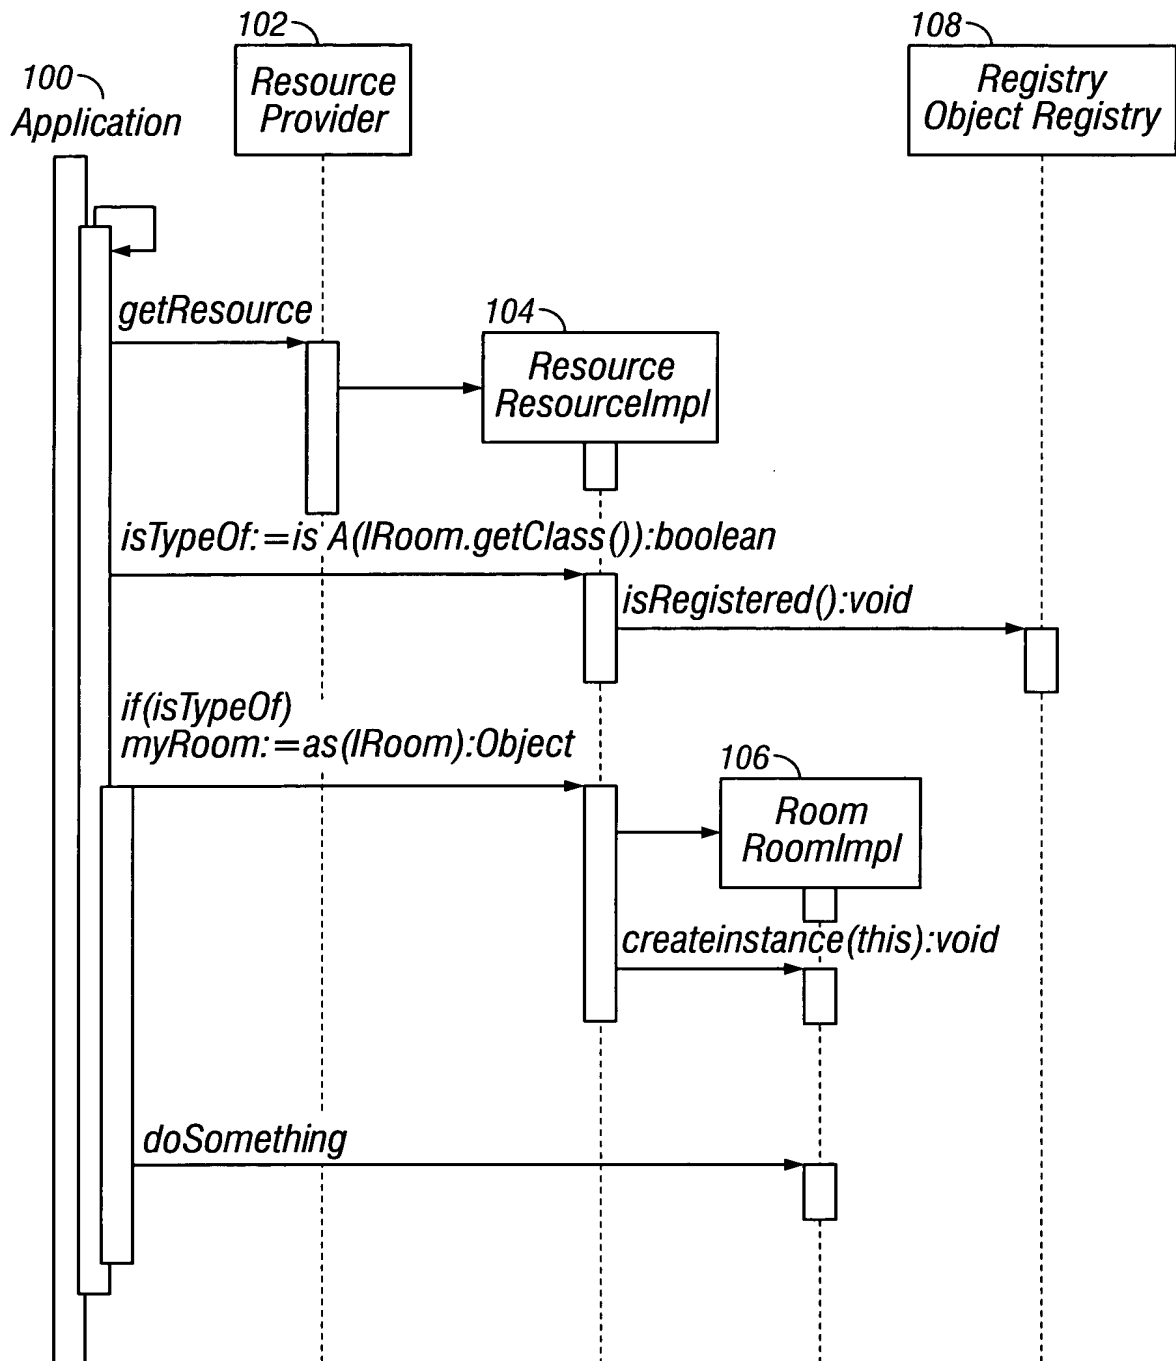 102
108
100
Resource
Provider
Registry
Object Registry
Application
getResource
104
Resource
ResourceImpl
isTypeOf:=is A(IRoom.getClass()):boolean
isRegistered():void
if(isTypeOf)
myRoom:=as(IRoom):Object
106
Room
RoomImpl
createinstance(this):void
doSomething